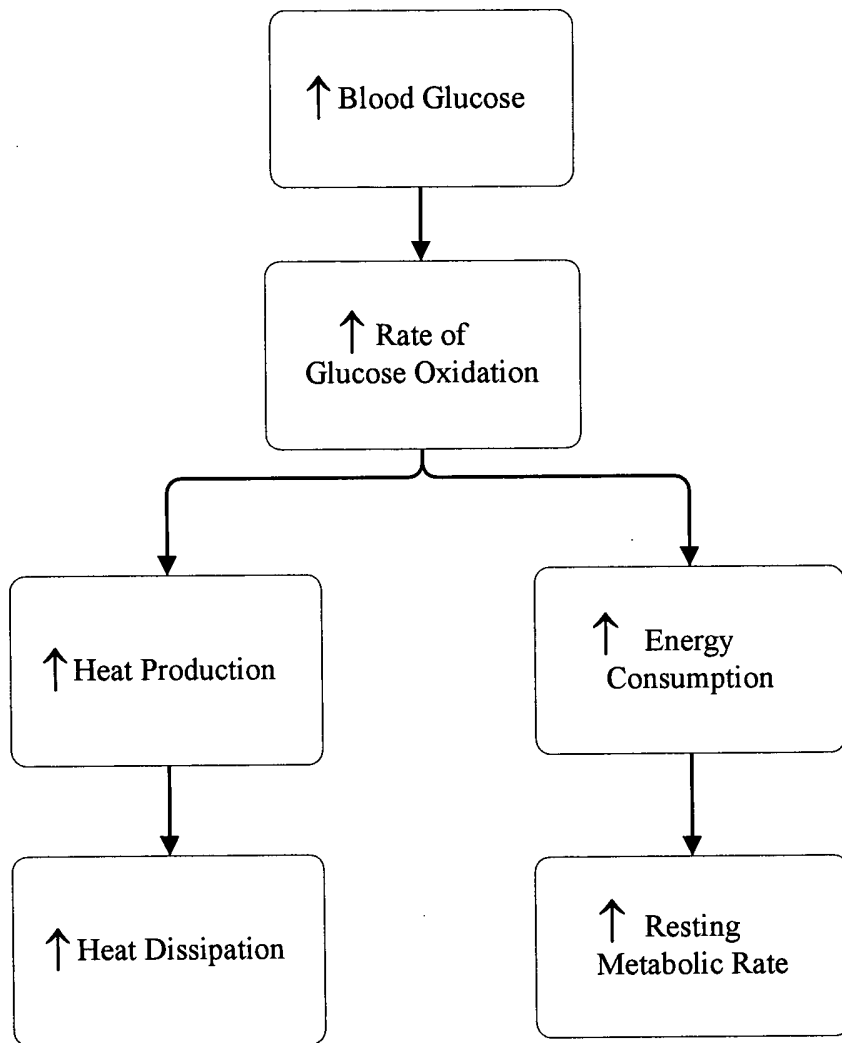 ↑ Blood Glucose
↑ Rate of
Glucose Oxidation
↑ Heat Production
↑ Energy
Consumption
↑ Heat Dissipation
↑ Resting
Metabolic Rate